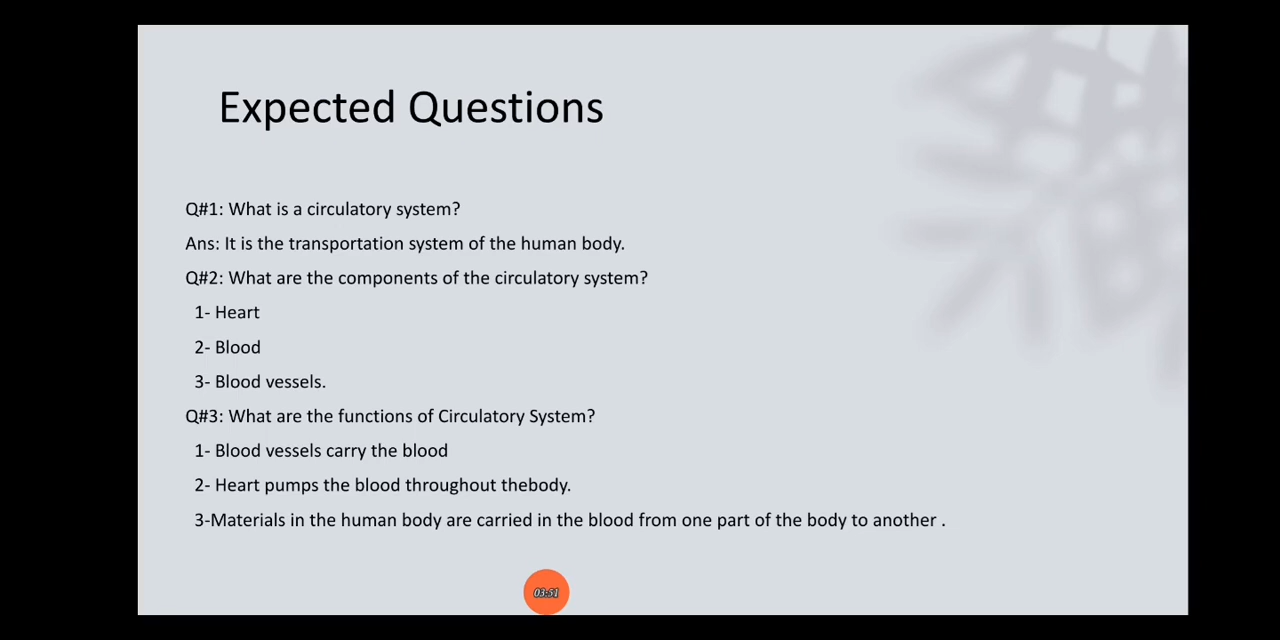 Expected Questions
Q#1: What is a circulatory system?
Ans: It is the transportation system of the human body.
Q#2: What are the components of the circulatory system?
1- Heart
2- Blood
3- Blood vessels.
Q#3: What are the functions of Circulatory System?
1- Blood vessels carry the blood
2- Heart pumps the blood throughout thebody.
3-Materials in the human body are carried in the blood from one part of the body to another .
03:51